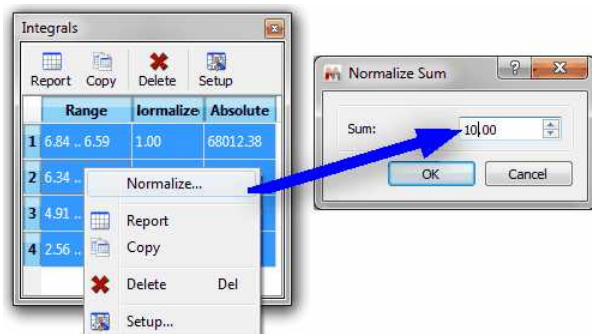 Integrals
Report Copy Delete Setup
Range lormalize Absolute
1 6.84 .. 6.59 1.00 68012.38
2 6.34 ..
3 4.91 ..
4 2.56 ..
Normalize...
Report
Copy
Delete Del
Setup...
Normalize Sum
Sum: 10.00
OK Cancel